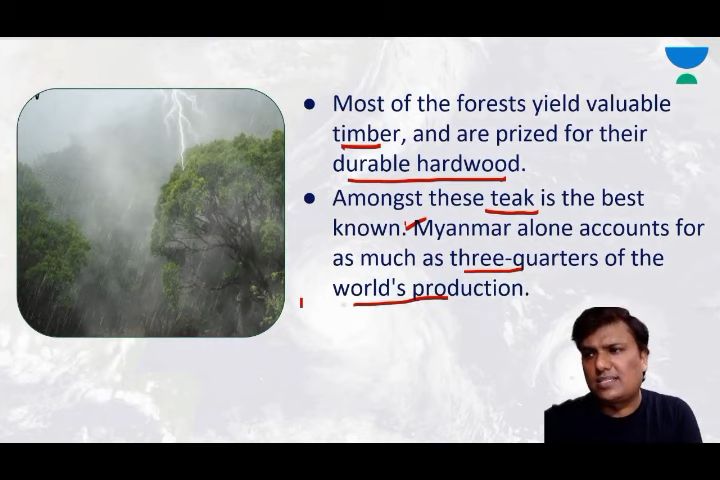 ● Most of the forests yield valuable
timber, and are prized for their
durable hardwood.
● Amongst these teak is the best
known. Myanmar alone accounts for
as much as three-quarters of the
world's production.